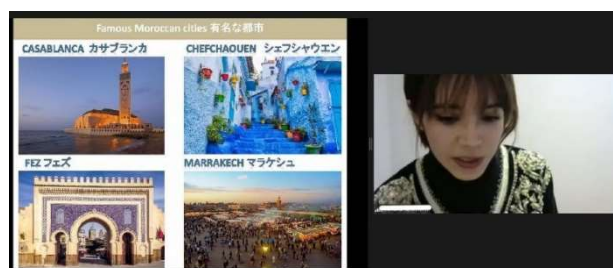 Famous Moroccan cities 有名な都市
CASABLANCA カサブランカ
CHEFCHAOUEN シェフシャウエン
FEZ フェズ
MARRAKECH マラケシュ